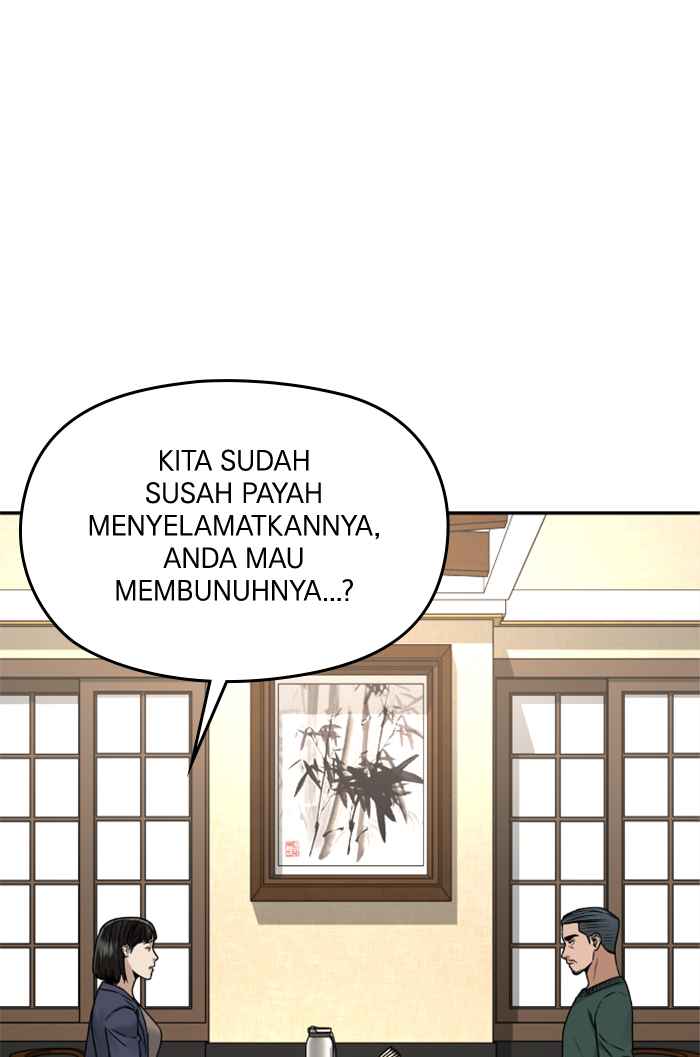 KITA SUDAH
SUSAH PAYAH
MENYELAMATKANNYA,
ANDA MAU
MEMBUNUHNYA...?